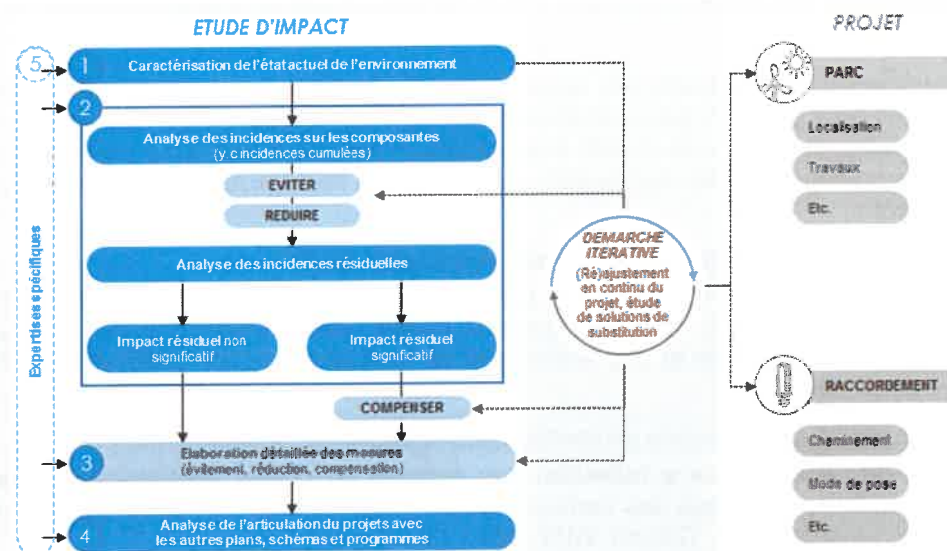 ETUDE D'IMPACT
PROJET
5
1
Caractérisation de l'état actuel de l'environnement
2
Analyse des incidences sur les composantes
(y c incidences cumulées)
EVITER
REDUIRE
Analyse des incidences résiduelles
Impact résiduel non
significatif
Impact résiduel
significatif
COMPENSER
3
Elaboration détaillée des mesures
(évitement, réduction, compensation)
4
Analyse de l'articulation du projets avec
les autres plans, schémas et programmes
Expertises spécifiques
DEMARCHE
ITERATIVE
(Ré)ajustement
en continu du
projet, étude
de solutions de
substitution
PARC
Localisation
Travaux
Etc.
RACCORDEMENT
Cheminement
Mode de pose
Etc.